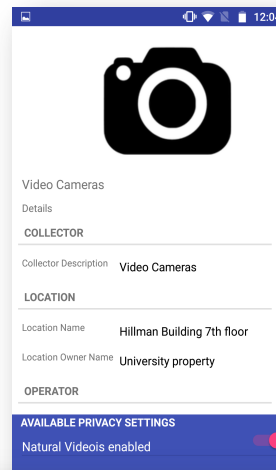 12:0
Video Cameras
Details
COLLECTOR
Collector Description Video Cameras
LOCATION
Location Name Hillman Building 7th floor
Location Owner Name University property
OPERATOR
AVAILABLE PRIVACY SETTINGS
Natural Videois enabled